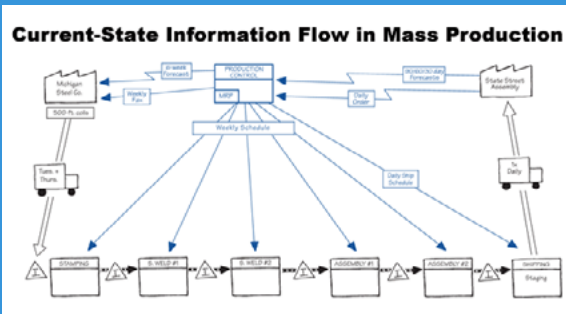 Current-State Information Flow in Mass Production
Michigan
Steel Co.
500 ft. coils
Forecast
Weekly
Fax
PRODUCTION
CONTROL
MRP
90/60/30 day
Forecasts
Daily
Order
State Street
Assembly
Weekly Schedule
Tues. +
Thurs.
Daily Ship
Schedule
1x
Daily
I
STAMPING
I
S. WELD #1
I
S. WELD #2
I
ASSEMBLY #1
I
ASSEMBLY #2
I
SHIPPING
Staging